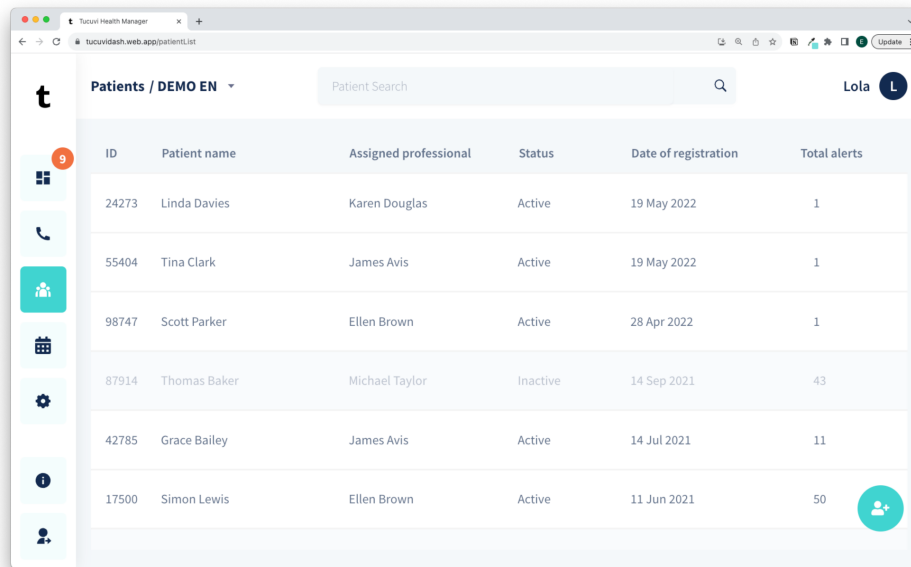 t Tucuvi Health Manager
tucuvidash.web.app/patientList
E Update
t Patients / DEMO EN Patient Search Lola L
9
ID Patient name Assigned professional Status Date of registration Total alerts
24273 Linda Davies Karen Douglas Active 19 May 2022 1
55404 Tina Clark James Avis Active 19 May 2022 1
98747 Scott Parker Ellen Brown Active 28 Apr 2022 1
87914 Thomas Baker Michael Taylor Inactive 14 Sep 2021 43
42785 Grace Bailey James Avis Active 14 Jul 2021 11
17500 Simon Lewis Ellen Brown Active 11 Jun 2021 50